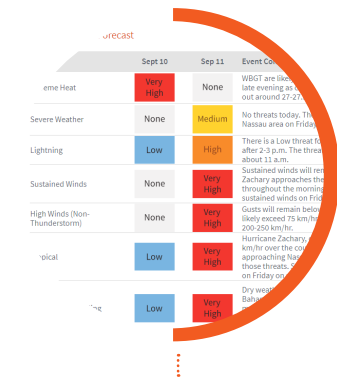 orecast
Sept 10 Sep 11 Event Co
eme Heat Very High None WBGT are likely
late evening as
out around 27-27.
Severe Weather None Medium No threats today. Th
Nassau area on Friday
Lightning Low High There is a Low threat fo
after 2-3 p.m. The threa
about 11 a.m.
Sustained Winds None Very High Sustained winds will rem
Zachary approaches the
throughout the morning
sustained winds on Frid
High Winds (Non-Thunderstorm) None Very High Gusts will remain below
likely exceed 75 km/hr
200-250 km/hr.
opical Low Very High Hurricane Zachary,
km/hr over the cou
approaching Nas
those threats. S
on Friday on
ing Low Very High Dry weat
Baha